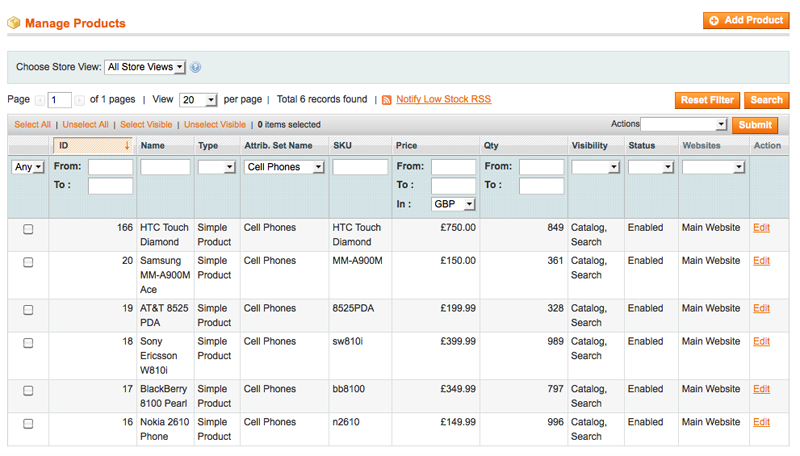 Manage Products
Add Product
Choose Store View: All Store Views
Page 1 of 1 pages | View 20 per page | Total 6 records found | Notify Low Stock RSS
Reset Filter Search
Select All | Unselect All | Select Visible | Unselect Visible | 0 items selected
Actions Submit
ID Name Type Attrib. Set Name SKU Price Qty Visibility Status Websites Action
Any From: Cell Phones From: From:
To : To : To :
In : GBP
166 HTC Touch Simple Cell Phones HTC Touch £750.00 849 Catalog, Enabled Main Website Edit
Diamond Product Diamond Search
20 Samsung Simple Cell Phones MM-A900M £150.00 361 Catalog, Enabled Main Website Edit
MM-A900M Product Search
Ace
19 AT&T 8525 Simple Cell Phones 8525PDA £199.99 328 Catalog, Enabled Main Website Edit
PDA Product Search
18 Sony Simple Cell Phones sw810i £399.99 989 Catalog, Enabled Main Website Edit
Ericsson Product Search
W810i
17 BlackBerry Simple Cell Phones bb8100 £349.99 797 Catalog, Enabled Main Website Edit
8100 Pearl Product Search
16 Nokia 2610 Simple Cell Phones n2610 £149.99 996 Catalog, Enabled Main Website Edit
Phone Product Search